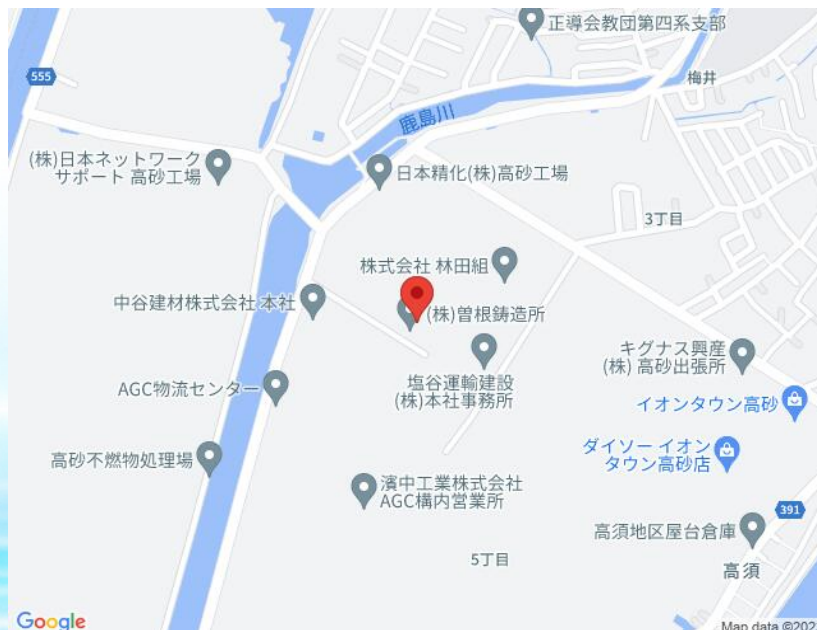 正導会教団第四系支部
555
梅井
鹿島川
(株)日本ネットワーク
サポート 高砂工場
日本精化(株)高砂工場
3丁目
株式会社 林田組
中谷建材株式会社 本社
(株)曽根鋳造所
キグナス興産
(株) 高砂出張所
塩谷運輸建設
(株)本社事務所
AGC物流センター
イオンタウン高砂
ダイソー イオン
タウン高砂店
高砂不燃物処理場
濱中工業株式会社
AGC構内営業所
391
高須地区屋台倉庫
5丁目
高須
Google
Map data ©202